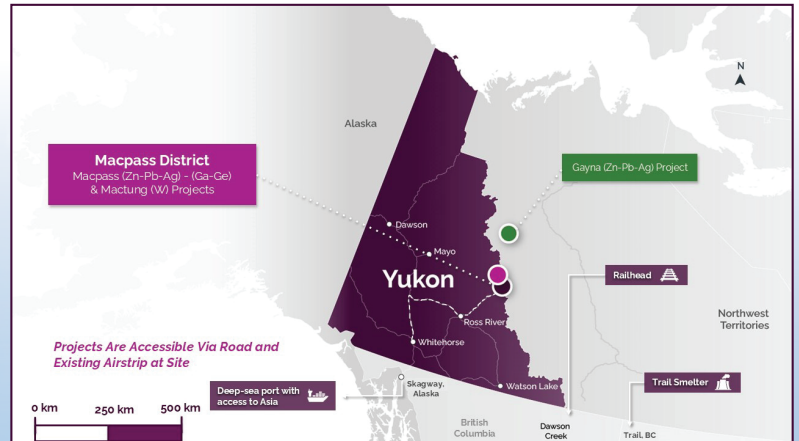 N
Alaska
Macpass District
Macpass (Zn-Pb-Ag) - (Ga-Ge)
& Mactung (W) Projects
Gayna (Zn-Pb-Ag) Project
Dawson
Mayo
Yukon
Railhead
Ross River
Northwest
Territories
Whitehorse
Projects Are Accessible Via Road and
Existing Airstrip at Site
Deep-sea port with
access to Asia
Skagway,
Alaska
Watson Lake
Trail Smelter
0 km
250 km
500 km
British
Columbia
Dawson
Creek
Trail, BC